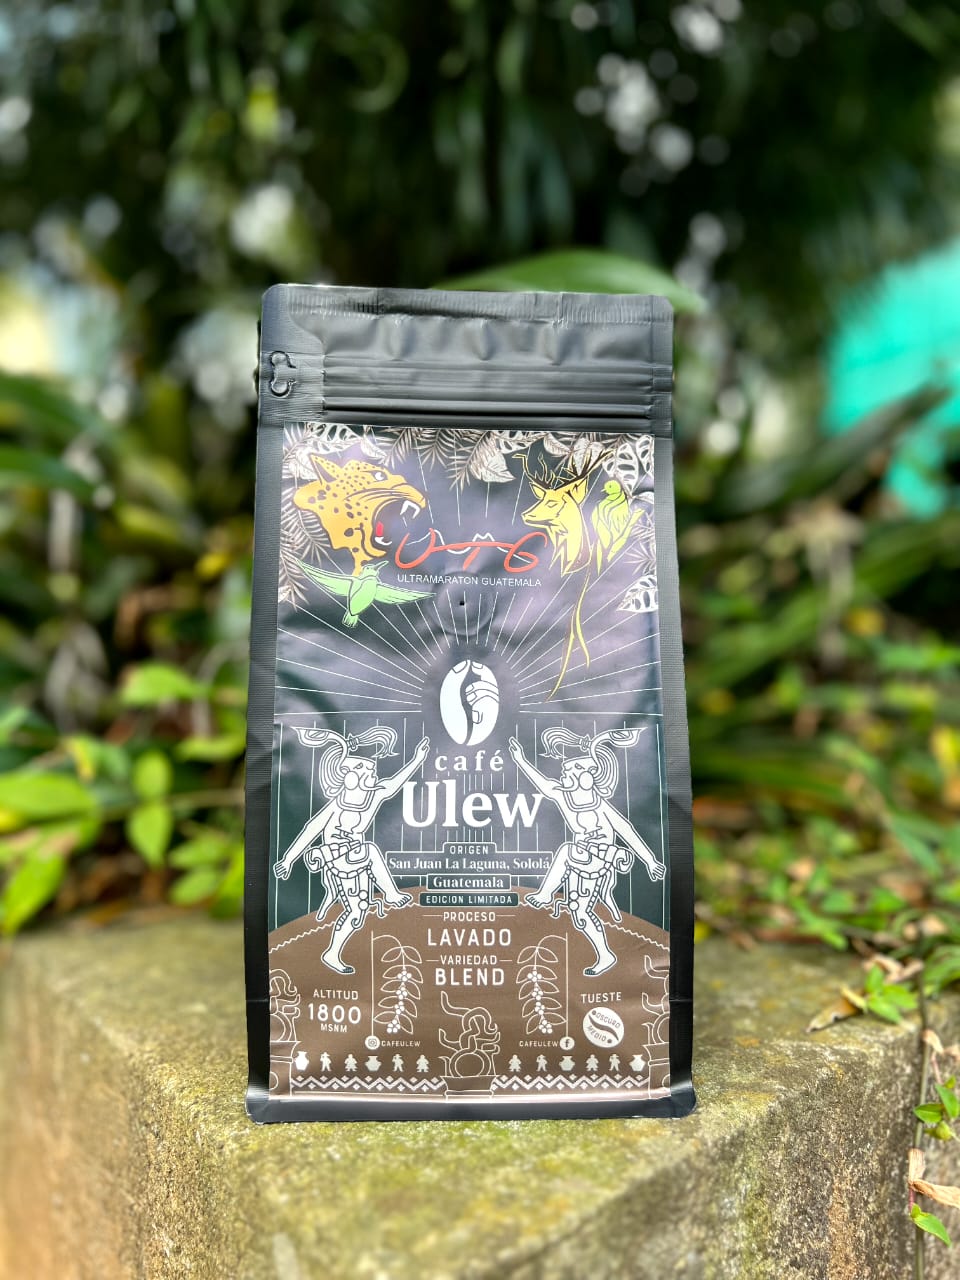 UTG
ULTRAMARATON GUATEMALA
café
Ulew
ORIGEN
San Juan La Laguna, Sololá
Guatemala
EDICION LIMITADA
PROCESO
LAVADO
VARIEDAD
BLEND
ALTITUD
1800
MSNM
TUESTE
OSCURO
MEDIO
CAFEULEW
CAFEULEW